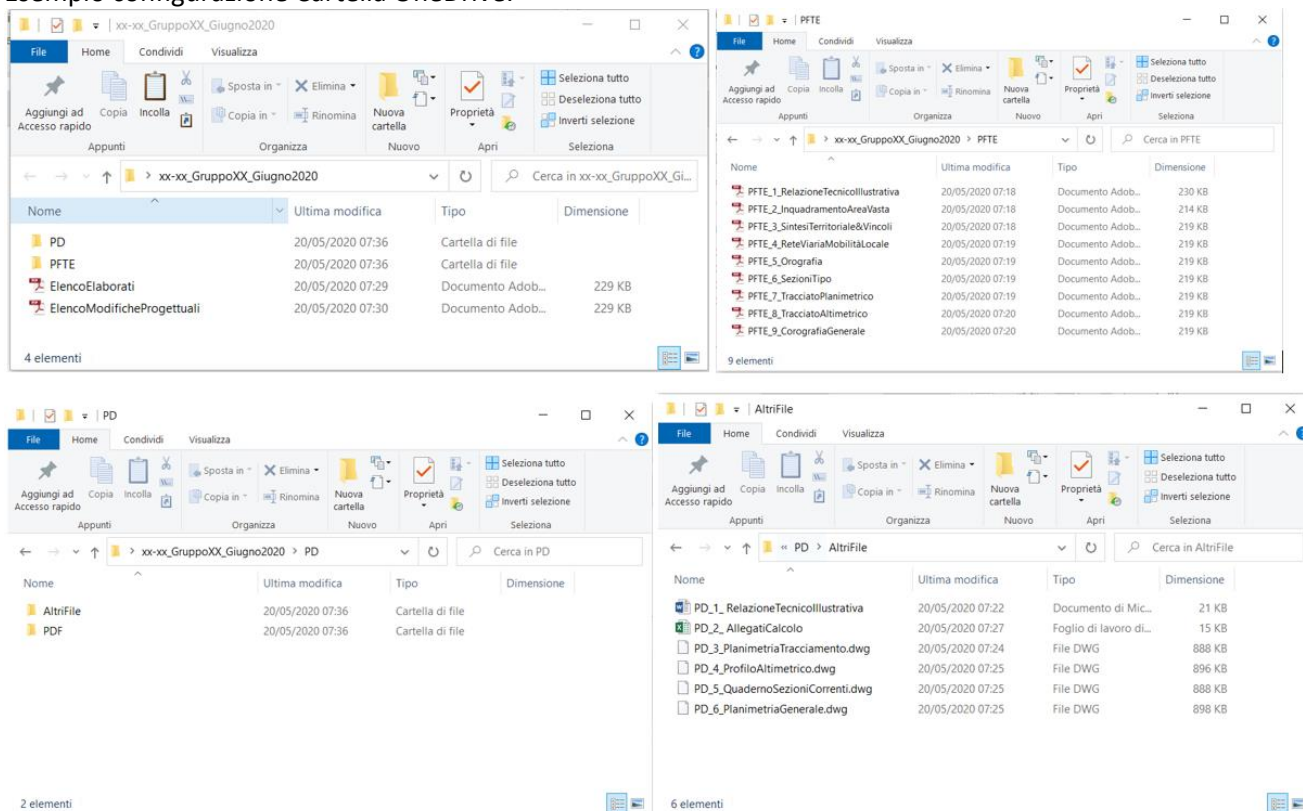 Esempio configurazione Cartella OneDrive:
xx-xx_GruppoXX_Giugno2020
File Home Condividi Visualizza
Aggiungi ad Accesso rapido
Copia
Incolla
Sposta in
Copia in
Elimina
Rinomina
Nuova cartella
Proprietà
Seleziona tutto
Deseleziona tutto
Inverti selezione
Appunti Organizza Nuovo Apri Seleziona
> xx-xx_GruppoXX_Giugno2020
Cerca in xx-xx_GruppoXX_Gi...
Nome Ultima modifica Tipo Dimensione
PD 20/05/2020 07:36 Cartella di file
PFTE 20/05/2020 07:36 Cartella di file
ElencoElaborati 20/05/2020 07:29 Documento Adob... 229 KB
ElencoModificheProgettuali 20/05/2020 07:30 Documento Adob... 229 KB
4 elementi
PFTE
File Home Condividi Visualizza
Aggiungi ad Accesso rapido
Copia
Incolla
Sposta in
Copia in
Elimina
Rinomina
Nuova cartella
Proprietà
Seleziona tutto
Deseleziona tutto
Inverti selezione
Appunti Organizza Nuovo Apri Seleziona
> xx-xx_GruppoXX_Giugno2020 > PFTE
Cerca in PFTE
Nome Ultima modifica Tipo Dimensione
PFTE_1_RelazioneTecnicoIllustrativa 20/05/2020 07:18 Documento Adob... 230 KB
PFTE_2_InquadramentoAreaVasta 20/05/2020 07:18 Documento Adob... 214 KB
PFTE_3_SintesiTerritoriale&Vincoli 20/05/2020 07:18 Documento Adob... 219 KB
PFTE_4_ReteViariaMobilitàLocale 20/05/2020 07:19 Documento Adob... 219 KB
PFTE_5_Orografia 20/05/2020 07:19 Documento Adob... 219 KB
PFTE_6_SezioniTipo 20/05/2020 07:19 Documento Adob... 219 KB
PFTE_7_TracciatoPlanimetrico 20/05/2020 07:19 Documento Adob... 219 KB
PFTE_8_TracciatoAltimetrico 20/05/2020 07:20 Documento Adob... 219 KB
PFTE_9_CorografiaGenerale 20/05/2020 07:20 Documento Adob... 219 KB
9 elementi
PD
File Home Condividi Visualizza
Aggiungi ad Accesso rapido
Copia
Incolla
Sposta in
Copia in
Elimina
Rinomina
Nuova cartella
Proprietà
Seleziona tutto
Deseleziona tutto
Inverti selezione
Appunti Organizza Nuovo Apri Seleziona
> xx-xx_GruppoXX_Giugno2020 > PD
Cerca in PD
Nome Ultima modifica Tipo Dimensione
AltriFile 20/05/2020 07:36 Cartella di file
PDF 20/05/2020 07:36 Cartella di file
2 elementi
AltriFile
File Home Condividi Visualizza
Aggiungi ad Accesso rapido
Copia
Incolla
Sposta in
Copia in
Elimina
Rinomina
Nuova cartella
Proprietà
Seleziona tutto
Deseleziona tutto
Inverti selezione
Appunti Organizza Nuovo Apri Seleziona
« PD > AltriFile
Cerca in AltriFile
Nome Ultima modifica Tipo Dimensione
PD_1_ RelazioneTecnicoIllustrativa 20/05/2020 07:22 Documento di Mic... 21 KB
PD_2_ AllegatiCalcolo 20/05/2020 07:27 Foglio di lavoro di... 15 KB
PD_3_PlanimetriaTracciamento.dwg 20/05/2020 07:24 File DWG 888 KB
PD_4_ProfiloAltimetrico.dwg 20/05/2020 07:25 File DWG 896 KB
PD_5_QuadernoSezioniCorrenti.dwg 20/05/2020 07:25 File DWG 888 KB
PD_6_PlanimetriaGenerale.dwg 20/05/2020 07:25 File DWG 898 KB
6 elementi